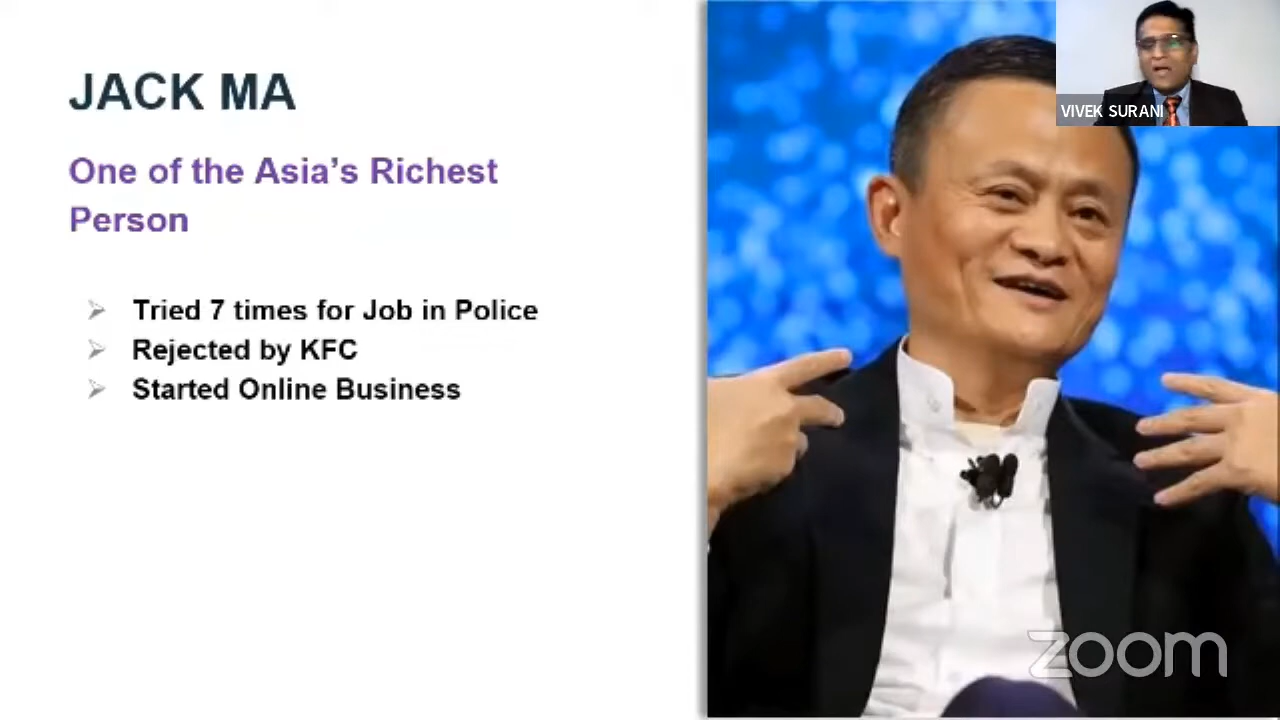 JACK MA
One of the Asia's Richest
Person
Tried 7 times for Job in Police
Rejected by KFC
Started Online Business
VIVEK SURANI
zoom